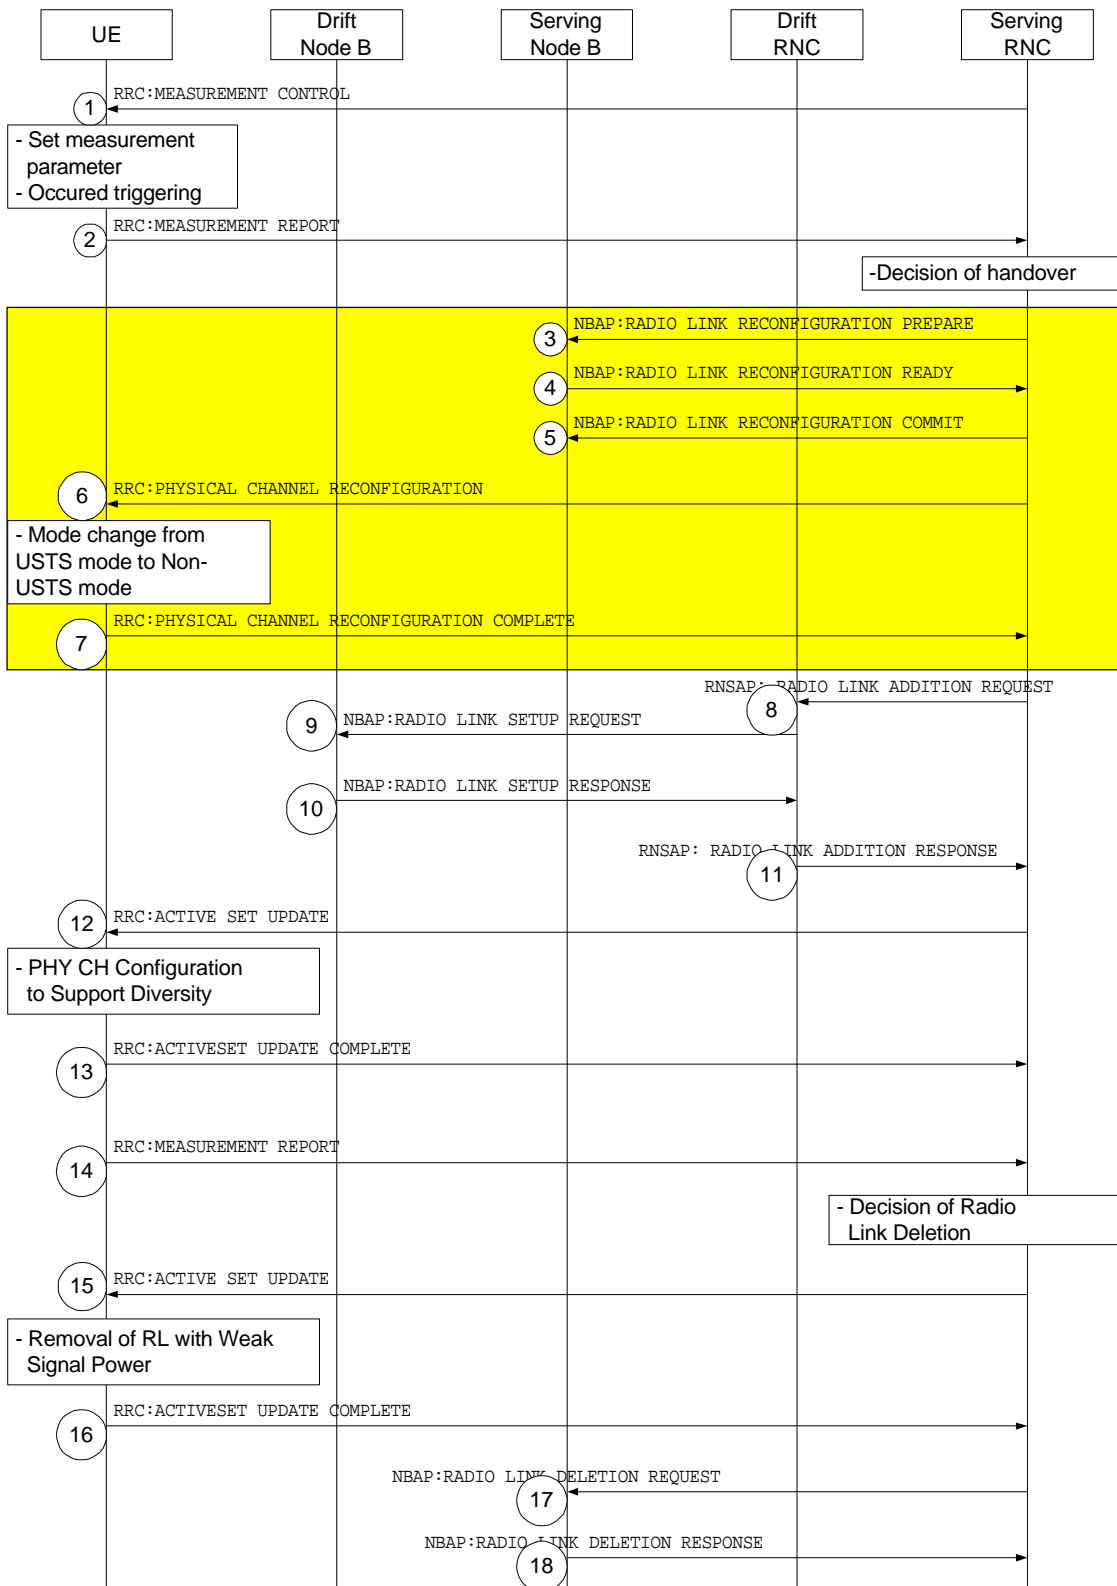 UE
Drift
Node B
Serving
Node B
Drift
RNC
Serving
RNC
RRC:MEASUREMENT CONTROL
1
- Set measurement
parameter
- Occured triggering
RRC:MEASUREMENT REPORT
2
-Decision of handover
NBAP:RADIO LINK RECONFIGURATION PREPARE
3
NBAP:RADIO LINK RECONFIGURATION READY
4
NBAP:RADIO LINK RECONFIGURATION COMMIT
5
RRC:PHYSICAL CHANNEL RECONFIGURATION
6
- Mode change from
USTS mode to Non-
USTS mode
RRC:PHYSICAL CHANNEL RECONFIGURATION COMPLETE
7
RNSAP: RADIO LINK ADDITION REQUEST
8
NBAP:RADIO LINK SETUP REQUEST
9
NBAP:RADIO LINK SETUP RESPONSE
10
RNSAP: RADIO LINK ADDITION RESPONSE
11
RRC:ACTIVE SET UPDATE
12
- PHY CH Configuration
to Support Diversity
RRC:ACTIVESET UPDATE COMPLETE
13
RRC:MEASUREMENT REPORT
14
- Decision of Radio
Link Deletion
RRC:ACTIVE SET UPDATE
15
- Removal of RL with Weak
Signal Power
RRC:ACTIVESET UPDATE COMPLETE
16
NBAP:RADIO LINK DELETION REQUEST
17
NBAP:RADIO LINK DELETION RESPONSE
18